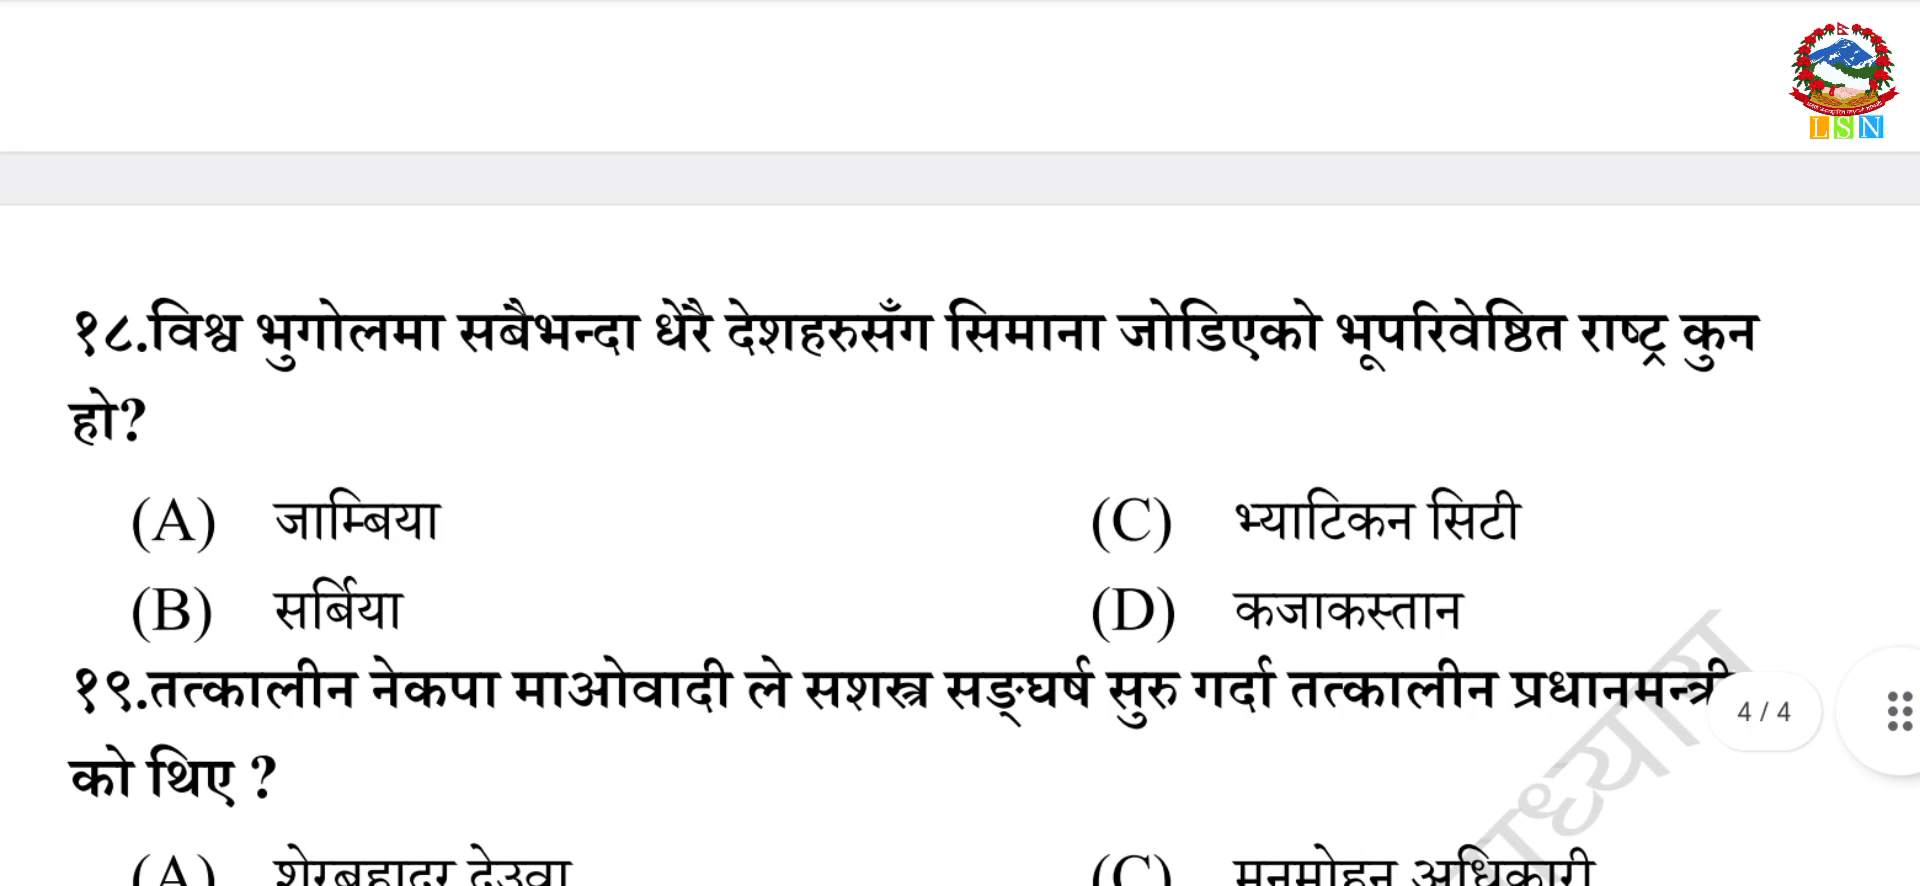 L S N
१८.विश्व भुगोलमा सबैभन्दा धेरै देशहरुसँग सिमाना जोडिएको भूपरिवेष्ठित राष्ट्र कुन
हो?
(A) जाम्बिया (C) भ्याटिकन सिटी
(B) सर्बिया (D) कजाकस्तान
१९.तत्कालीन नेकपा माओवादी ले सशस्त्र सङ्घर्ष सुरु गर्दा तत्कालीन प्रधानमन्त्री
4 / 4
को थिए ?
(A) शेरबहादुर देउवा (C) मनमोहन अधिकारी